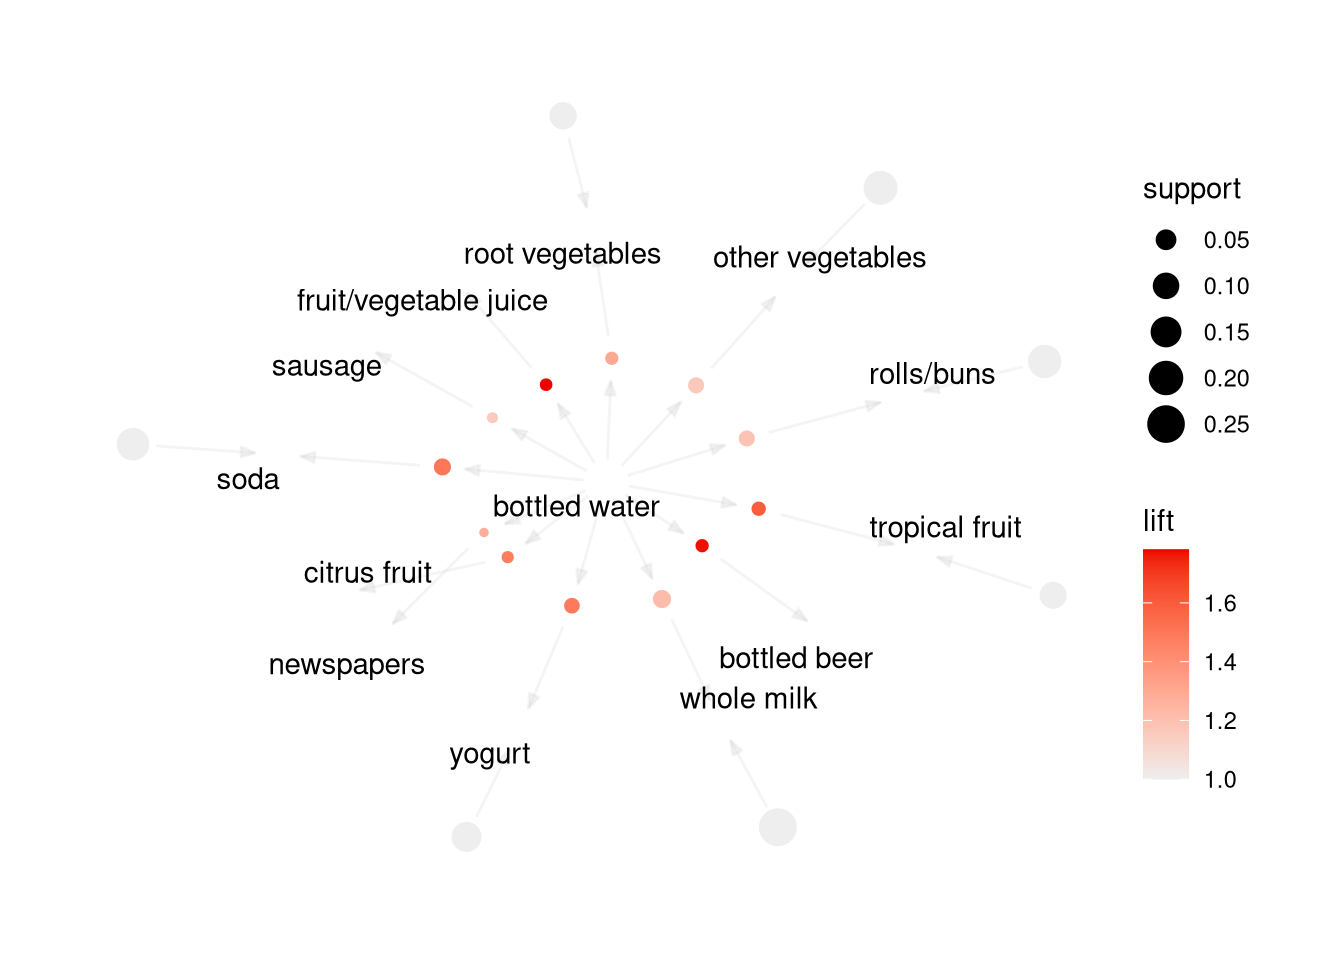 root vegetables
other vegetables
fruit/vegetable juice
sausage
rolls/buns
soda
bottled water
tropical fruit
citrus fruit
newspapers
bottled beer
whole milk
yogurt
support
0.05
0.10
0.15
0.20
0.25
lift
1.6
1.4
1.2
1.0